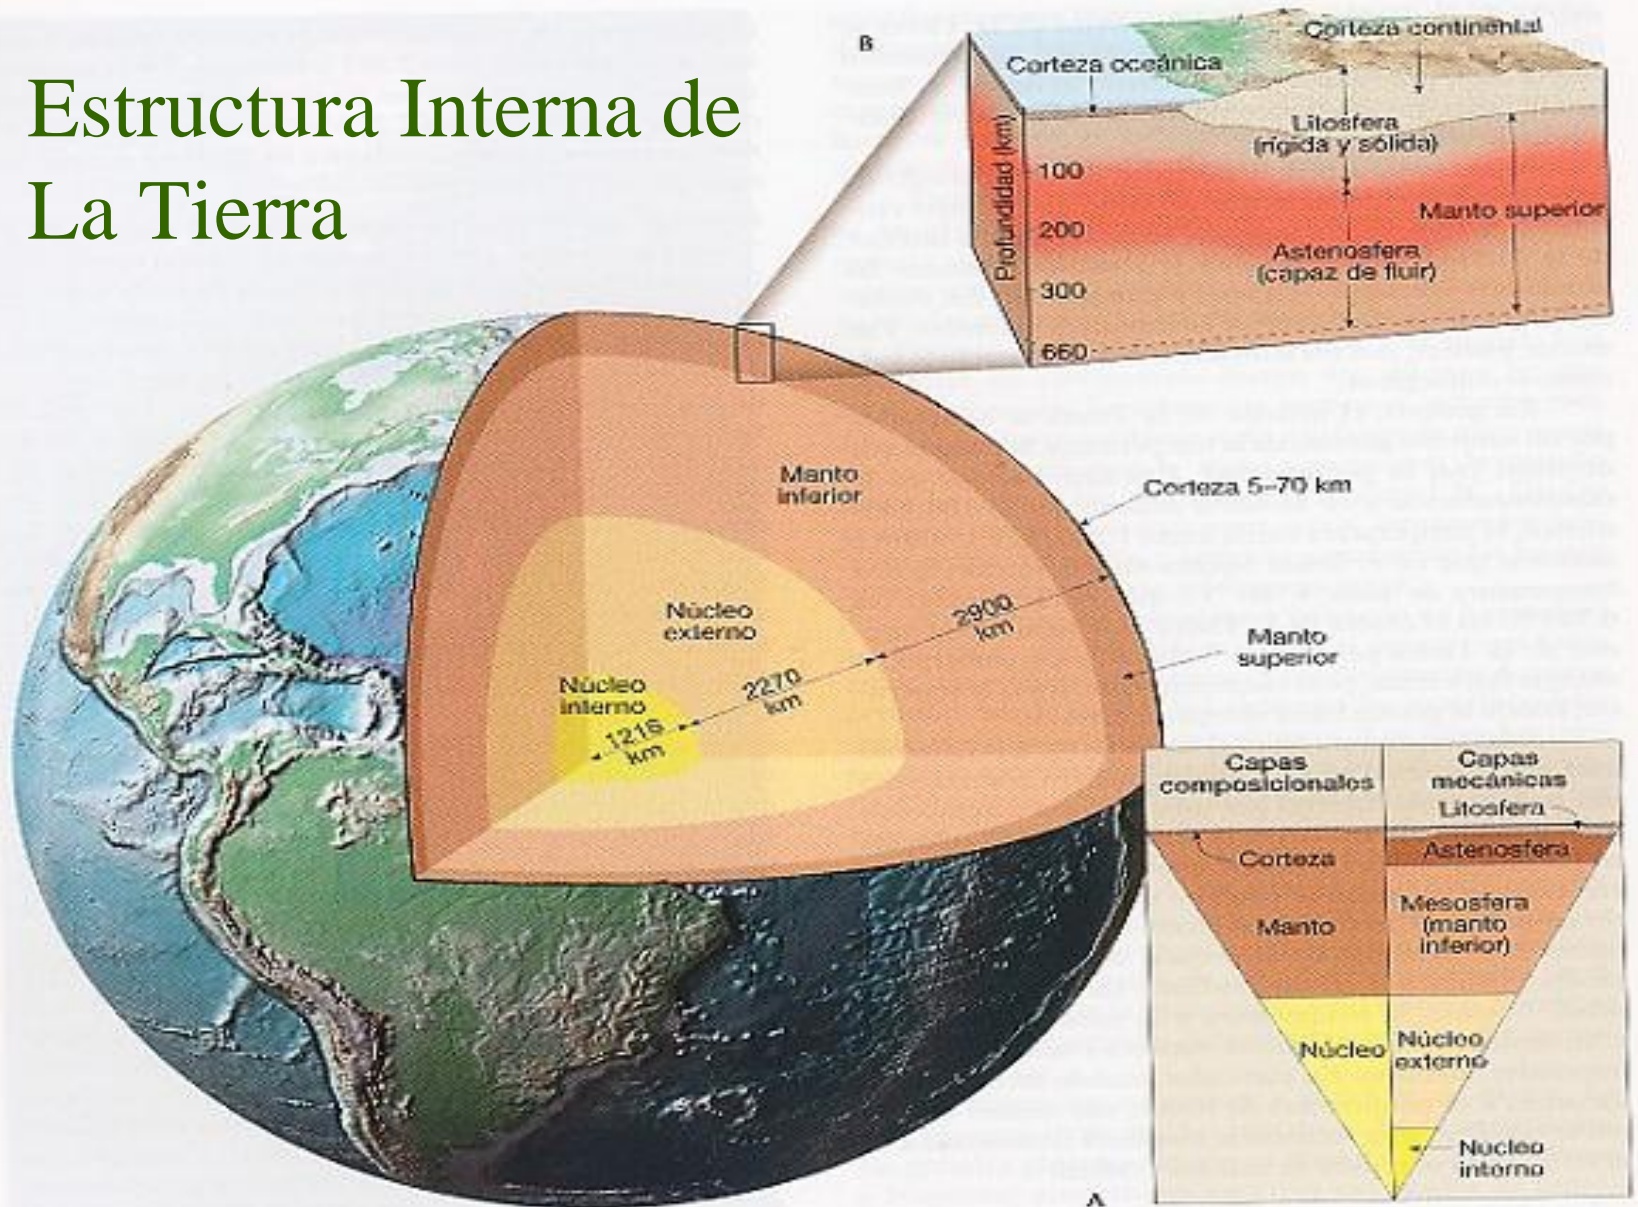 Estructura Interna de
La Tierra
B
Corteza continental
Corteza oceánica
Litosfera
(rígida y sólida)
Profundidad (km)
100
200
300
660
Manto superior
Astenosfera
(capaz de fluir)
Manto
inferior
Corteza 5–70 km
Núcleo
externo
2900
km
Manto
superior
Núcleo
interno
2270
km
1216
km
Capas
composicionales
Capas
mecánicas
Litosfera
Corteza
Astenosfera
Manto
Mesosfera
(manto
inferior)
Núcleo
Núcleo
externo
Núcleo
interno
A